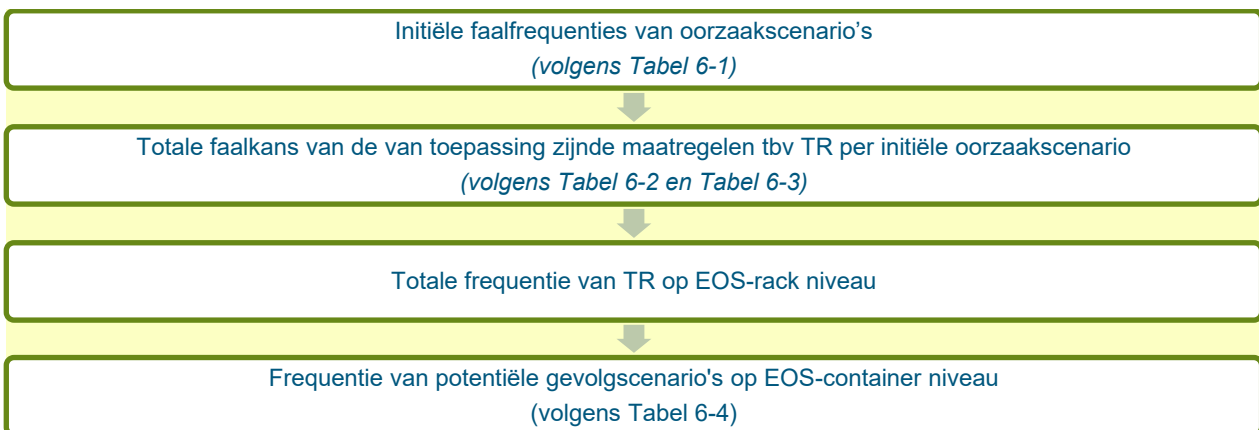 Initiële faalfrequenties van oorzaakscenario’s
(volgens Tabel 6-1)
Totale faalkans van de van toepassing zijnde maatregelen tbv TR per initiële oorzaakscenario
(volgens Tabel 6-2 en Tabel 6-3)
Totale frequentie van TR op EOS-rack niveau
Frequentie van potentiële gevolgscenario's op EOS-container niveau
(volgens Tabel 6-4)